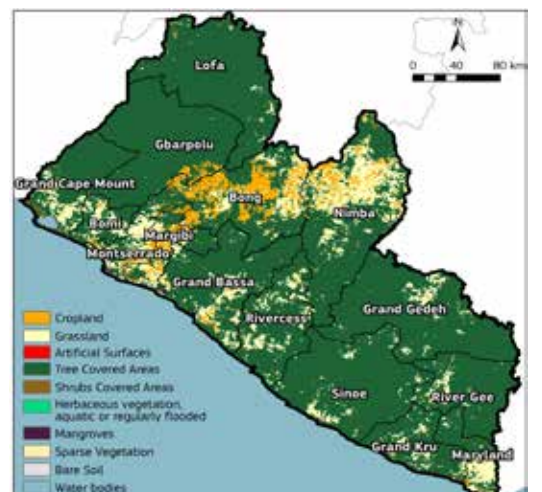 N
0 40 80 km
Lofa
Gbarpolu
Grand Cape Mount
Bong
Bomi
Nimba
Margibi
Montserrado
Grand Bassa
Rivercess
Grand Gedeh
Sinoe
River Gee
Grand Kru
Maryland
Cropland
Grassland
Artificial Surfaces
Tree Covered Areas
Shrubs Covered Areas
Herbaceous vegetation,
aquatic or regularly flooded
Mangroves
Sparse Vegetation
Bare Soil
Water bodies